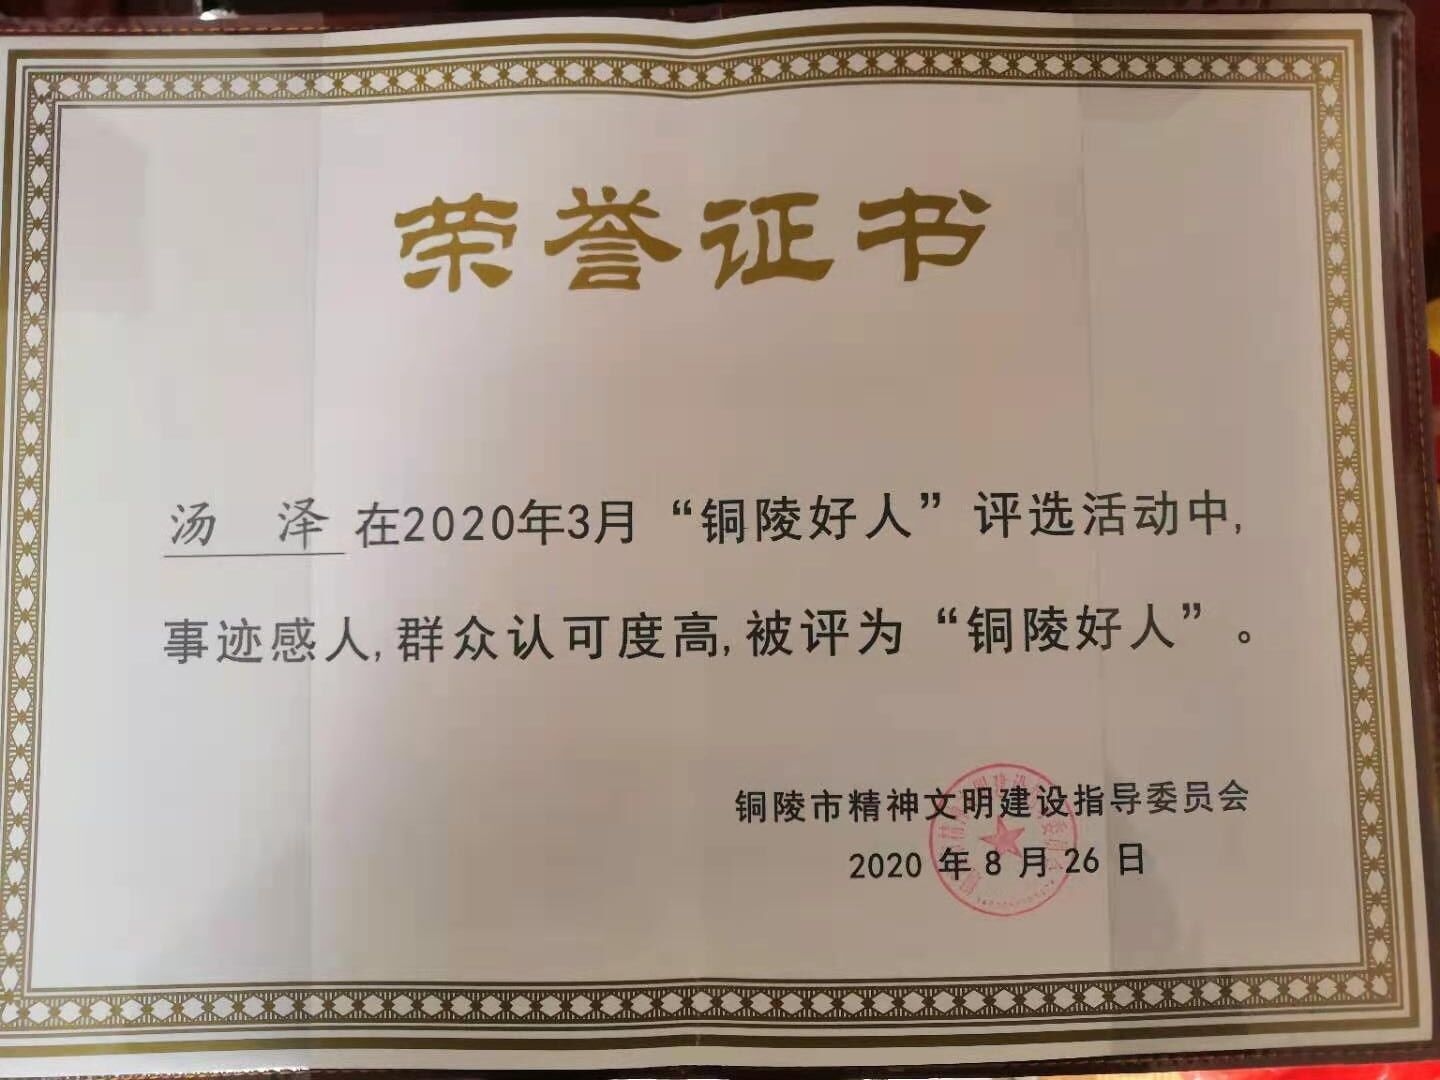 荣誉证书
汤 泽 在2020年3月“铜陵好人”评选活动中,
事迹感人,群众认可度高,被评为“铜陵好人”。
铜陵市精神文明建设指导委员会
2020 年 8 月 26 日